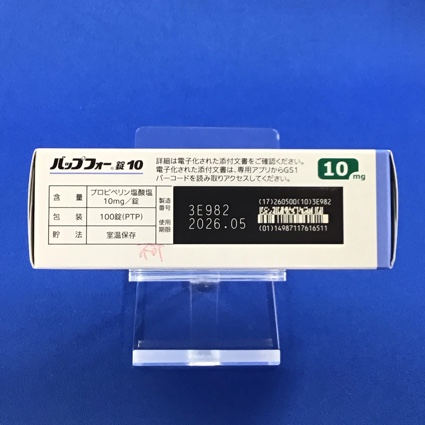 バップフォー®錠10
詳細は電子化された添付文書をご確認ください。
電子化された添付文書は、専用アプリからGS1
バーコードを読み取りアクセスしてください。
10mg
含量 プロピベリン塩酸塩
10mg/錠
包装 100錠(PTP)
貯法 室温保存
製造番号 3E982
使用期限 2026.05
(17)260500(10)3E982
(01)14987117616511